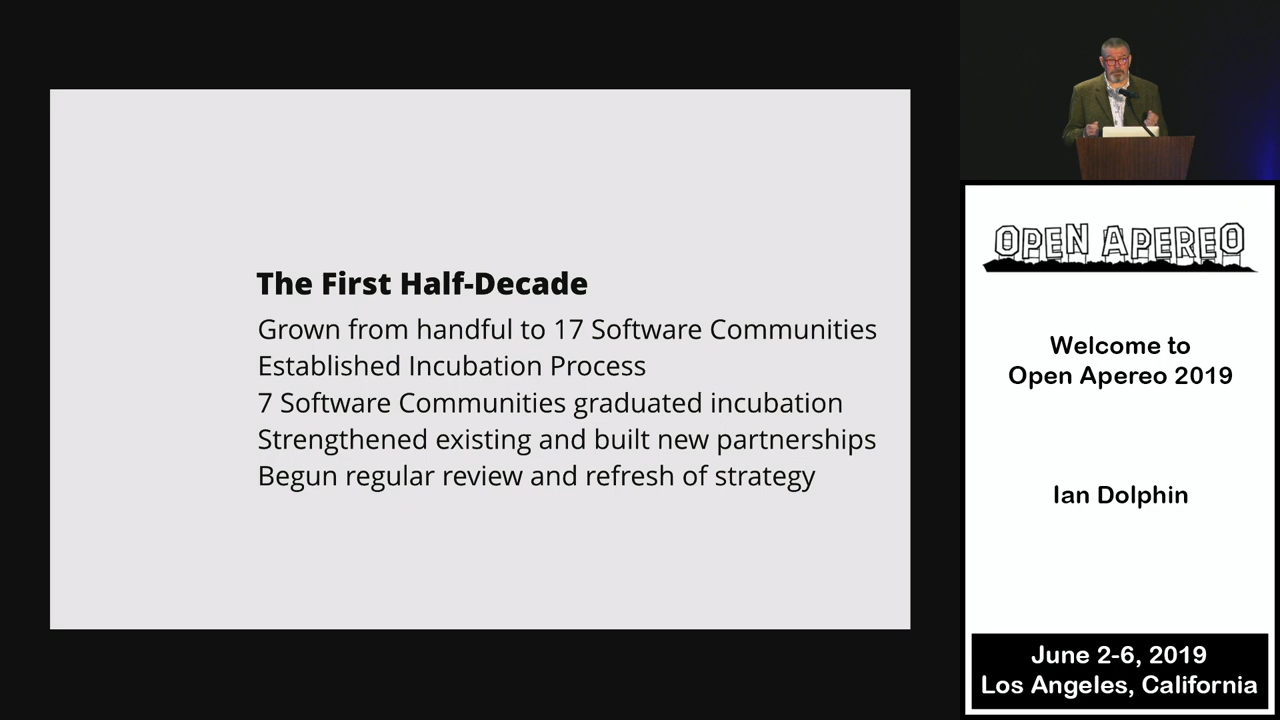 The First Half-Decade
Grown from handful to 17 Software Communities
Established Incubation Process
7 Software Communities graduated incubation
Strengthened existing and built new partnerships
Begun regular review and refresh of strategy
OPEN APEREO
Welcome to
Open Apereo 2019
Ian Dolphin
June 2-6, 2019
Los Angeles, California